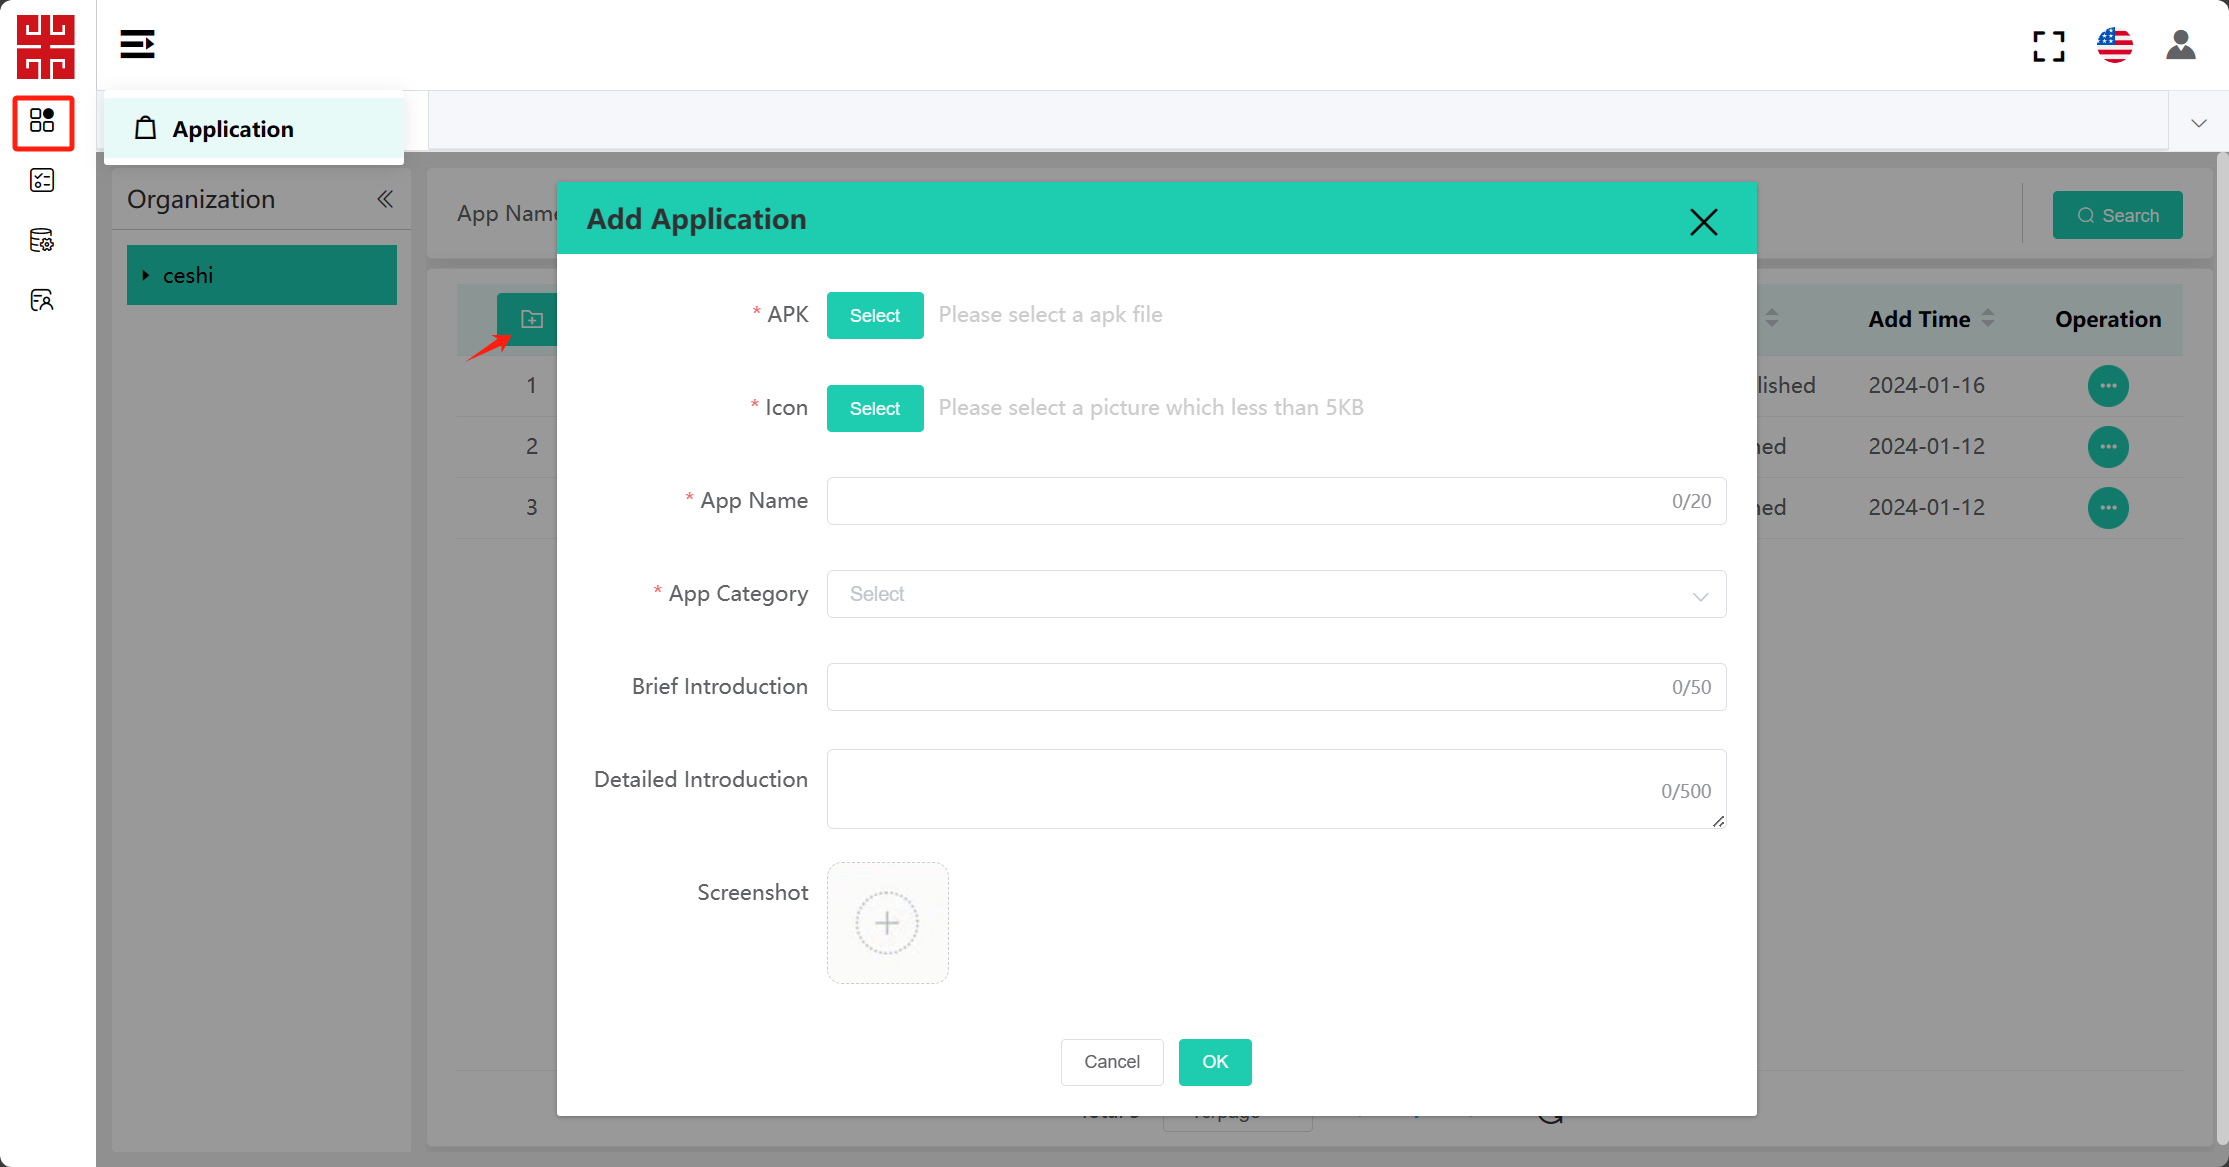 Application
Organization
ceshi
App Name
Search
Add Time
Operation
1
lished
2024-01-16
2
2024-01-12
3
2024-01-12
Add Application
* APK
Select
Please select a apk file
* Icon
Select
Please select a picture which less than 5KB
* App Name
0/20
* App Category
Select
Brief Introduction
0/50
Detailed Introduction
0/500
Screenshot
Cancel
OK